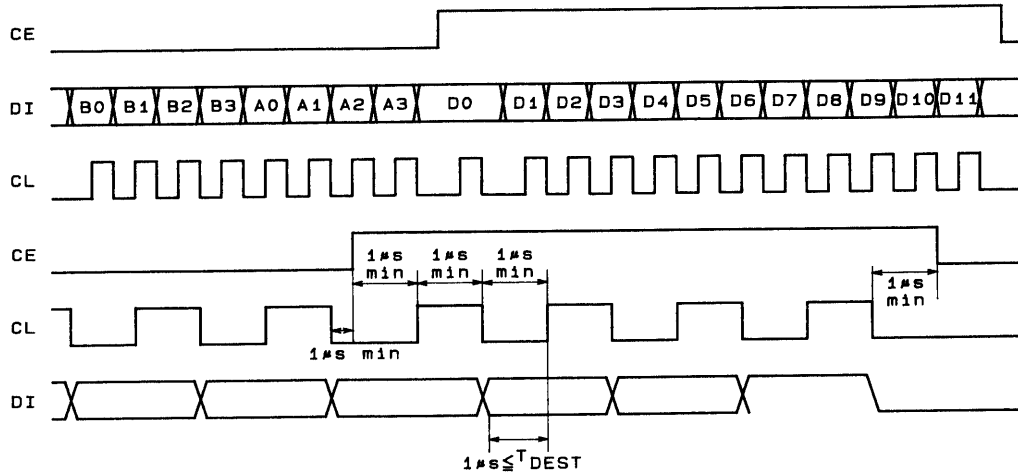 CE
DI B0 B1 B2 B3 A0 A1 A2 A3 D0 D1 D2 D3 D4 D5 D6 D7 D8 D9 D10 D11
CL
CE
1μs min 1μs min 1μs min 1μs min
CL
1μs min
DI
1μs≦TDEST